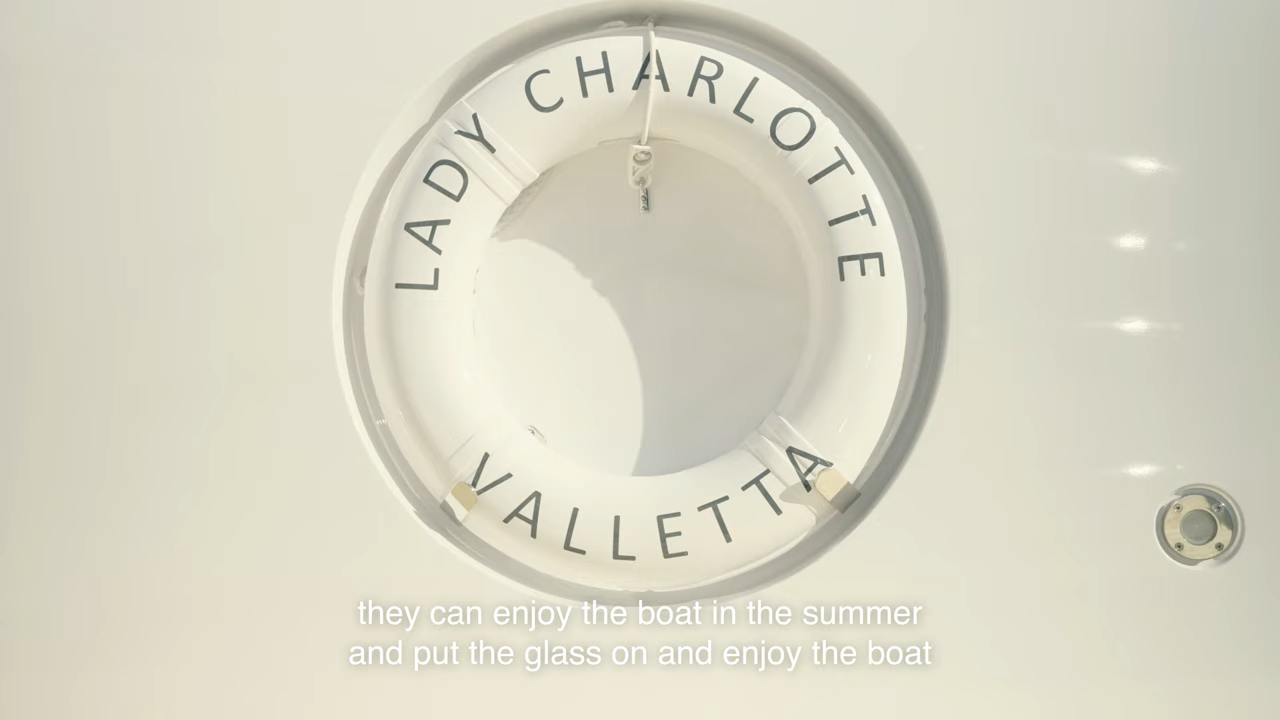 LADY CHARLOTTE
VALLETTA
they can enjoy the boat in the summer
and put the glass on and enjoy the boat